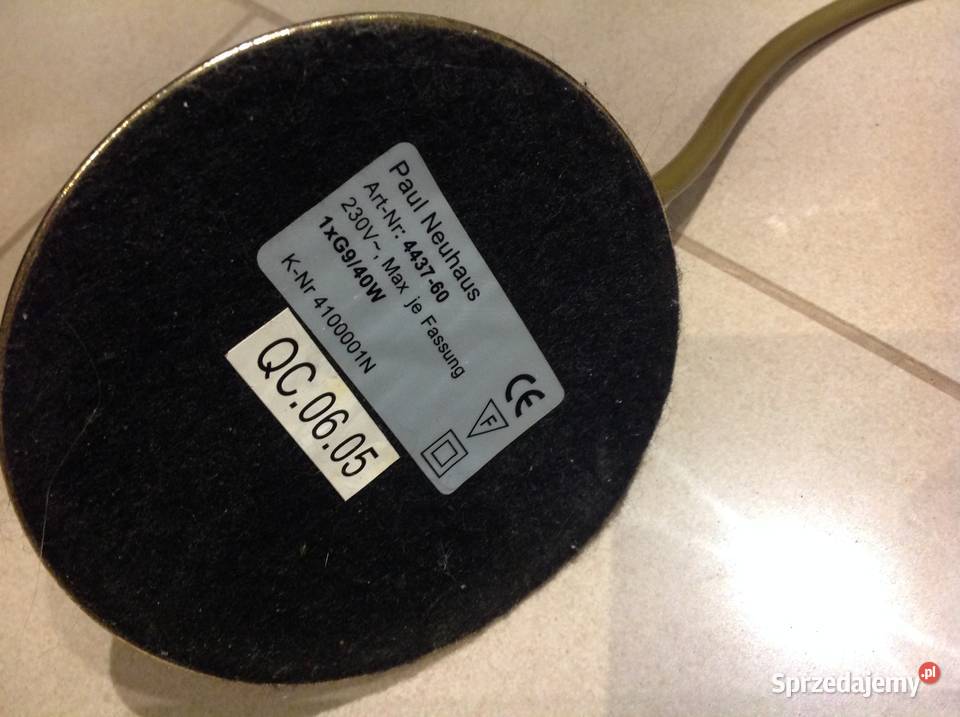 Paul Neuhaus
Art-Nr: 4437-60
230V~, Max je Fassung
1xG9/40W
K-Nr 4100001N
CE
F
QC.06.05
Sprzedajemy.pl